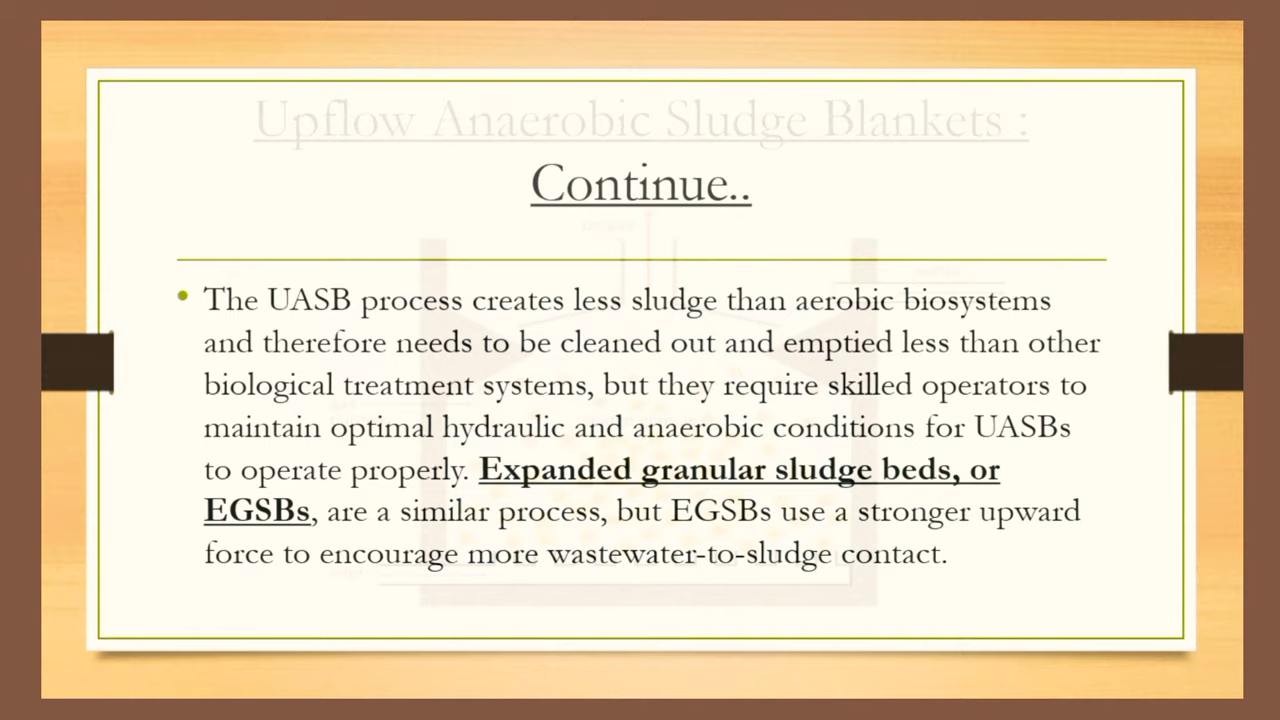 Upflow Anaerobic Sludge Blankets :
Continue..
• The UASB process creates less sludge than aerobic biosystems
and therefore needs to be cleaned out and emptied less than other
biological treatment systems, but they require skilled operators to
maintain optimal hydraulic and anaerobic conditions for UASBs
to operate properly. Expanded granular sludge beds, or
EGSBs, are a similar process, but EGSBs use a stronger upward
force to encourage more wastewater-to-sludge contact.